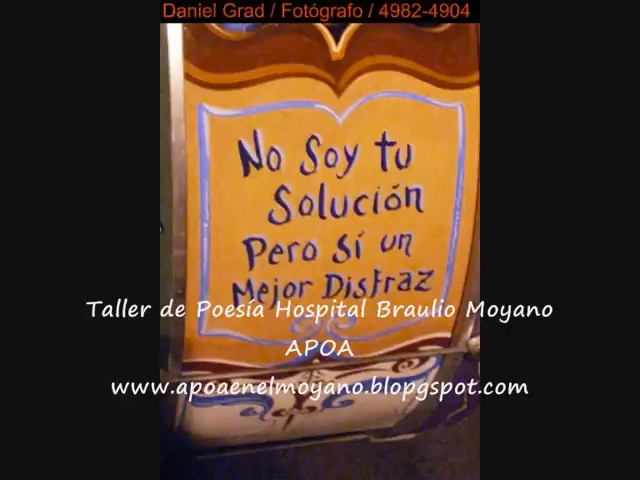 Daniel Grad / Fotógrafo / 4982-4904
No Soy tu
Solución
Pero Sí un
Mejor Disfraz
Taller de Poesía Hospital Braulio Moyano
APOA
www.apoaenelmoyano.blopgspot.com